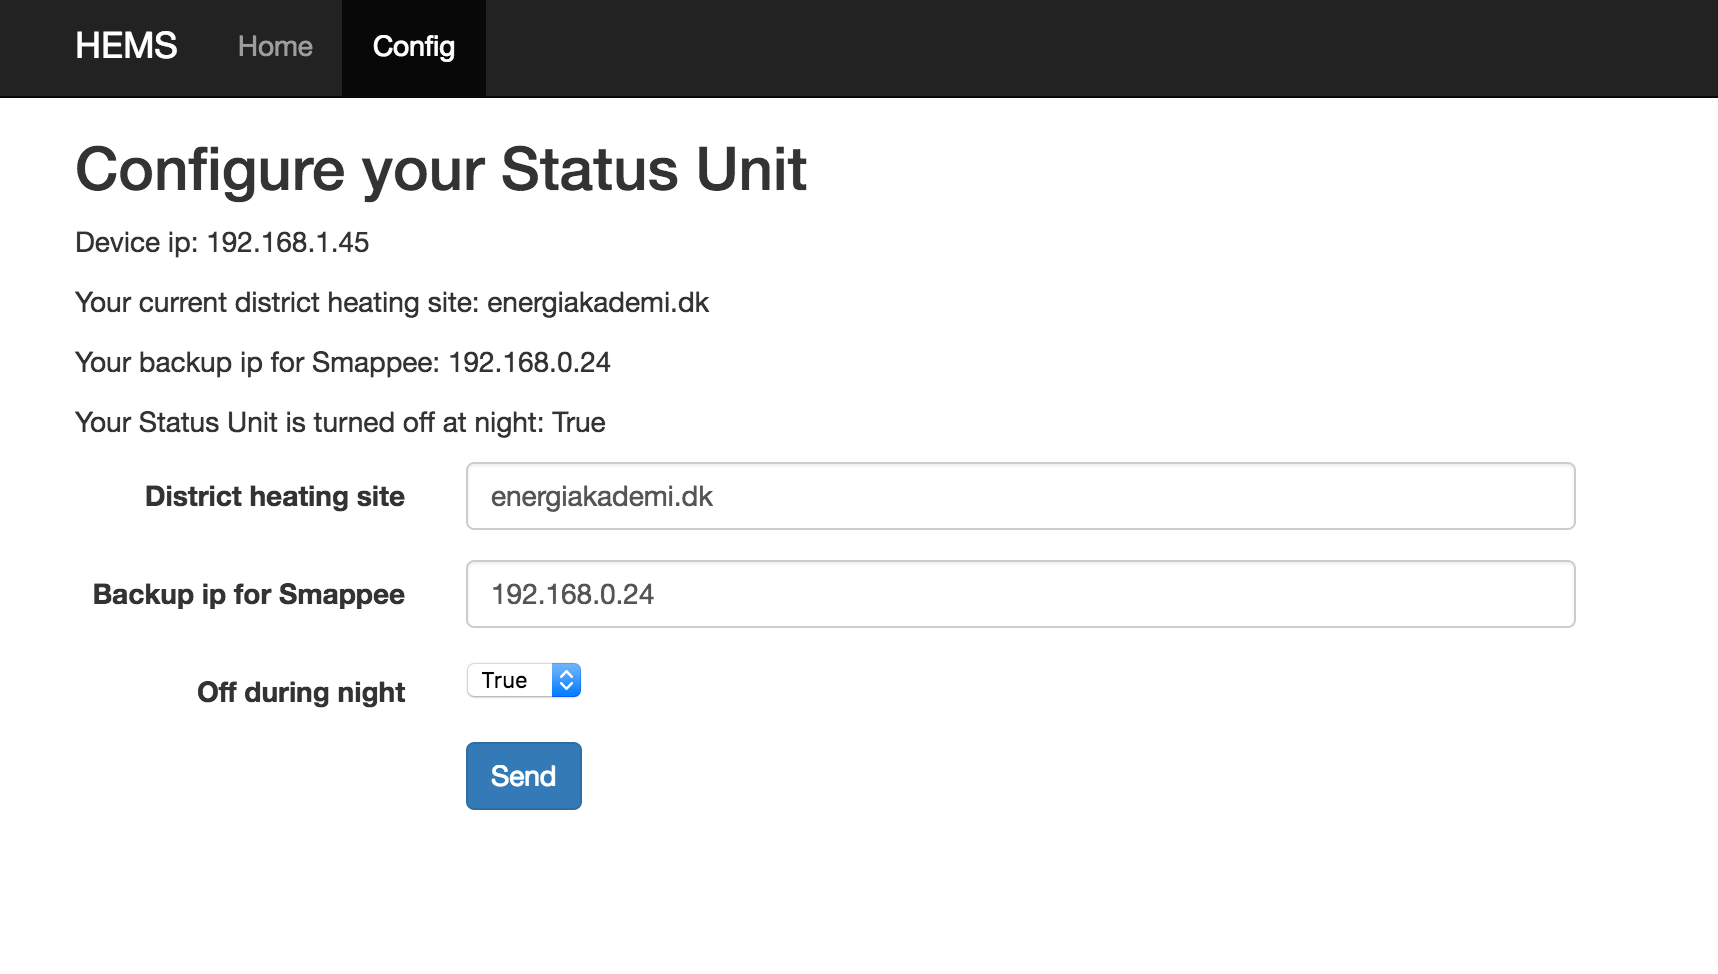 HEMS Home Config
Configure your Status Unit
Device ip: 192.168.1.45
Your current district heating site: energiakademi.dk
Your backup ip for Smappee: 192.168.0.24
Your Status Unit is turned off at night: True
District heating site energiakademi.dk
Backup ip for Smappee 192.168.0.24
Off during night True
Send